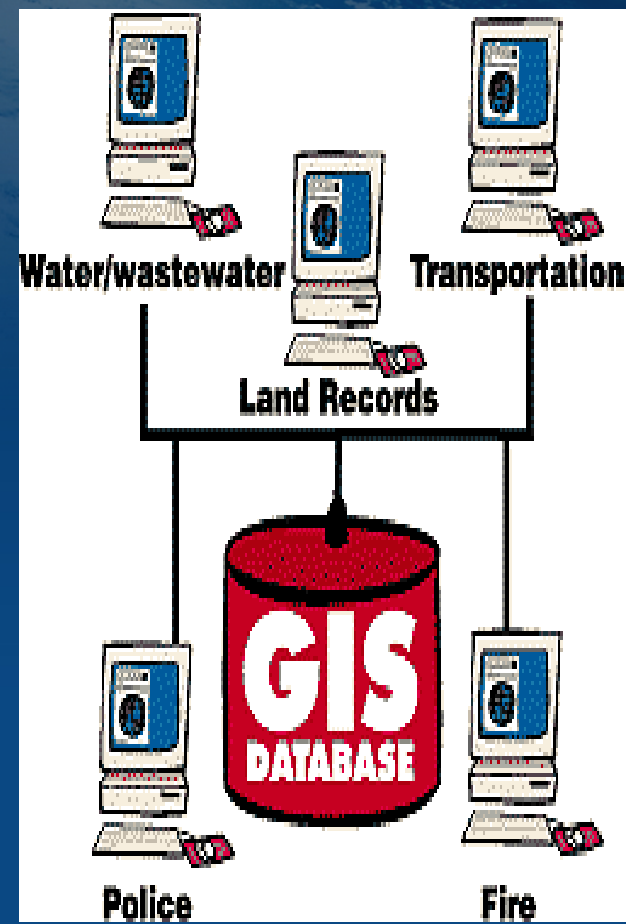 Water/wastewater
Transportation
Land Records
GIS
DATABASE
Police
Fire